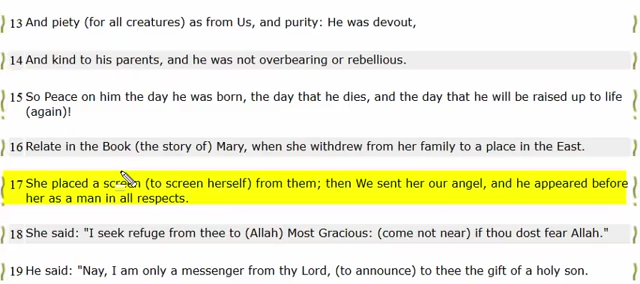 13 And piety (for all creatures) as from Us, and purity: He was devout,
14 And kind to his parents, and he was not overbearing or rebellious.
15 So Peace on him the day he was born, the day that he dies, and the day that he will be raised up to life
(again)!
16 Relate in the Book (the story of) Mary, when she withdrew from her family to a place in the East.
17 She placed a screen (to screen herself) from them; then We sent her our angel, and he appeared before
her as a man in all respects.
18 She said: "I seek refuge from thee to (Allah) Most Gracious: (come not near) if thou dost fear Allah."
19 He said: "Nay, I am only a messenger from thy Lord, (to announce) to thee the gift of a holy son.